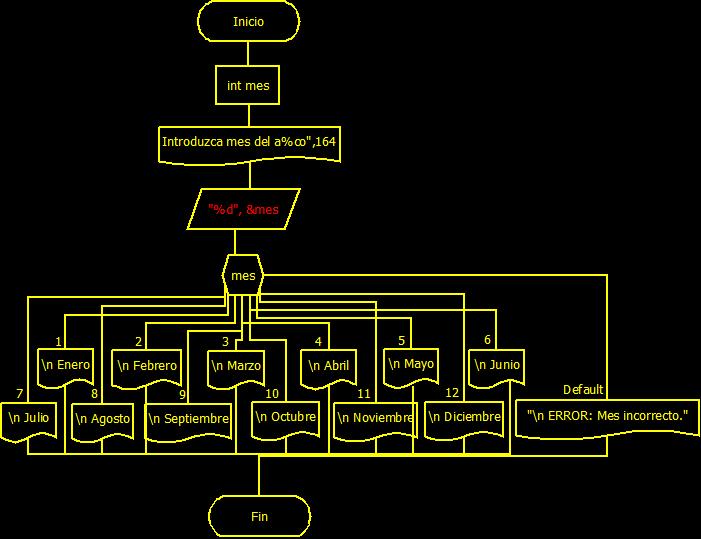 Inicio
int mes
Introduzca mes del a%co",164
"%d", &mes
mes
1
2
3
4
5
6
\n Enero
\n Febrero
\n Marzo
\n Abril
\n Mayo
\n Junio
7
8
9
10
11
12
Default
\n Julio
\n Agosto
\n Septiembre
\n Octubre
\n Noviembre
\n Diciembre
"\n ERROR: Mes incorrecto."
Fin